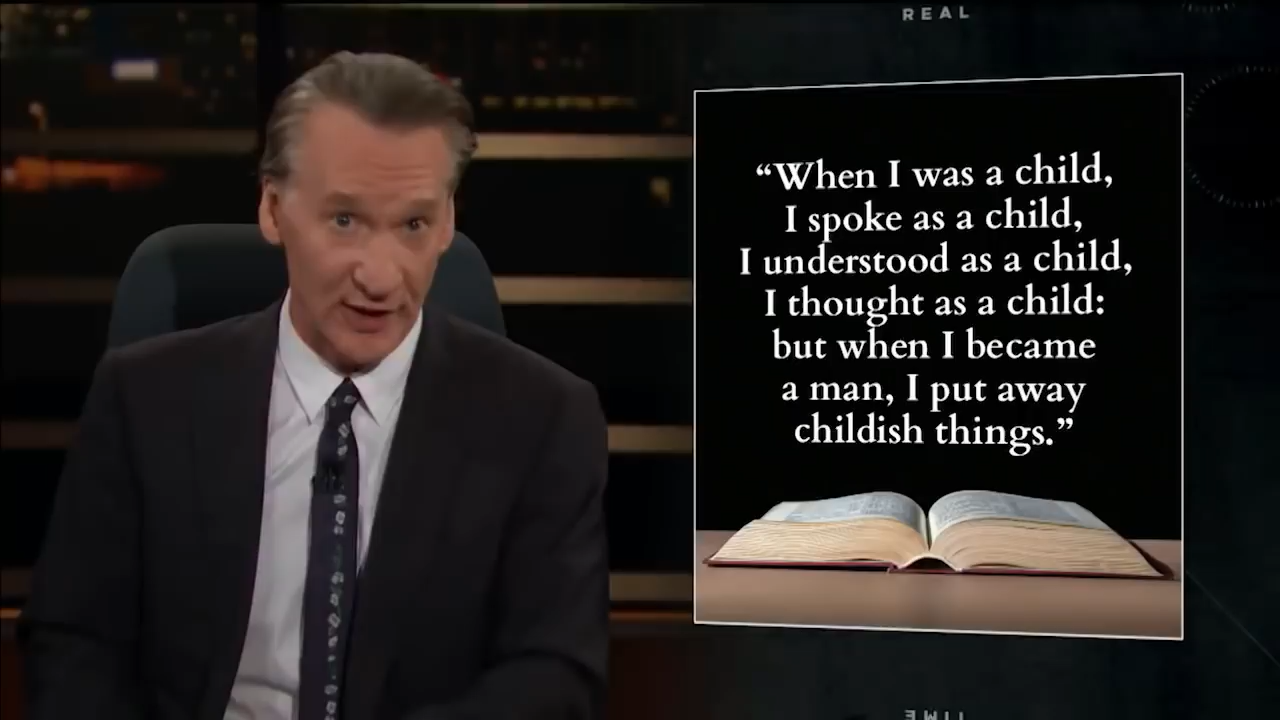 REAL
“When I was a child,
I spoke as a child,
I understood as a child,
I thought as a child:
but when I became
a man, I put away
childish things.”
TIME